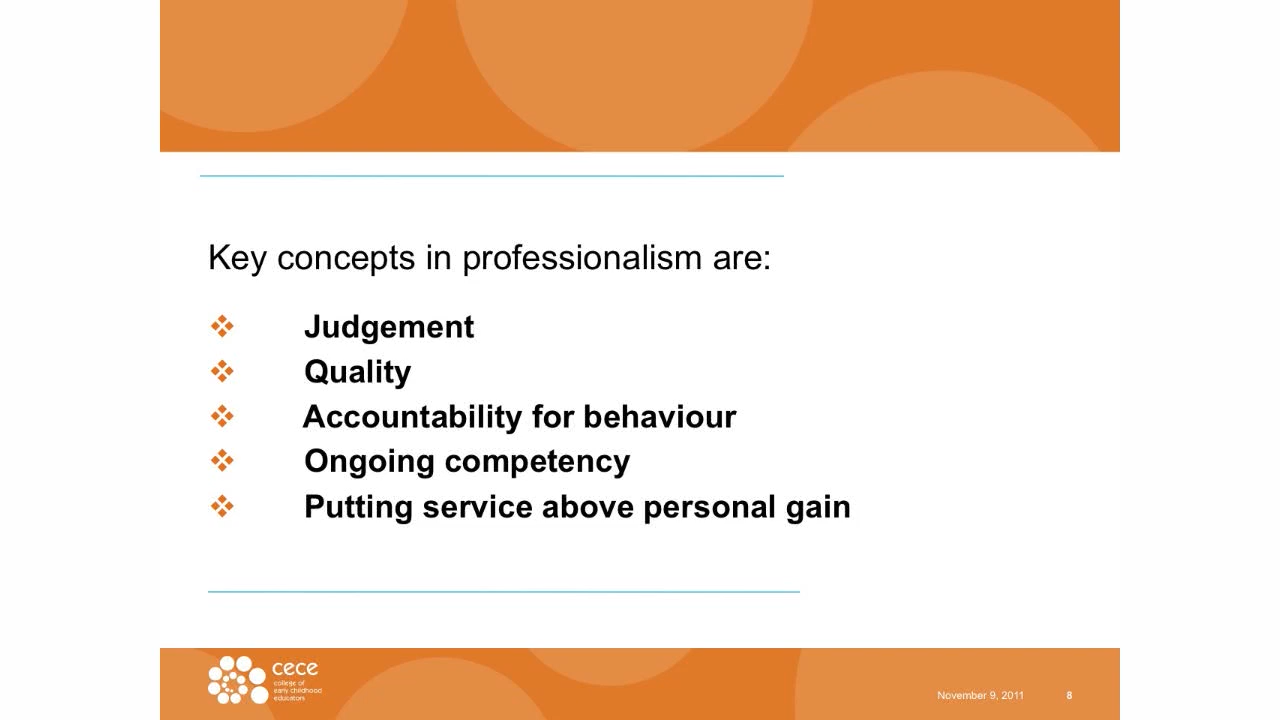 Key concepts in professionalism are:
Judgement
Quality
Accountability for behaviour
Ongoing competency
Putting service above personal gain
cece
college of
early childhood
educators
November 9, 2011
8